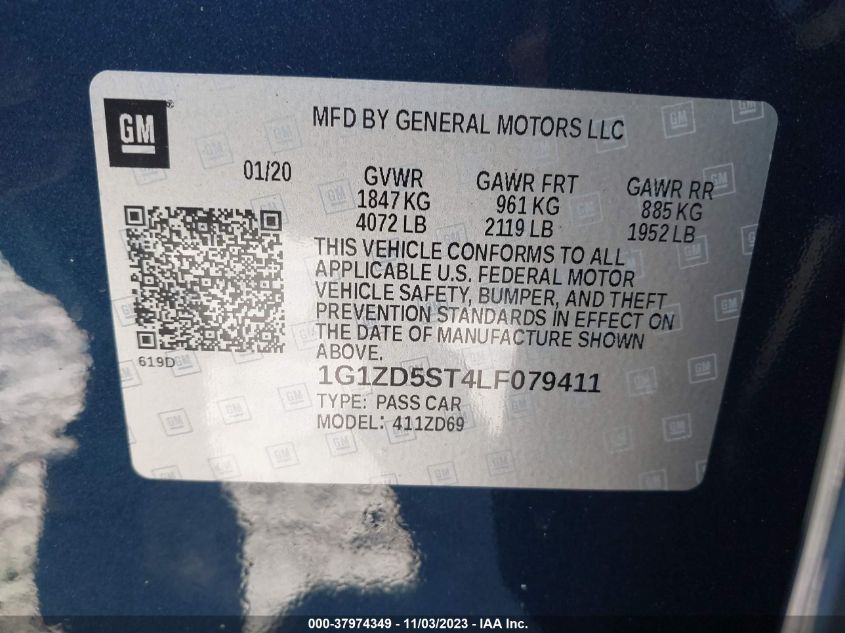 GM®
MFD BY GENERAL MOTORS LLC
01/20
GVWR GAWR FRT GAWR RR
1847 KG 961 KG 885 KG
4072 LB 2119 LB 1952 LB
THIS VEHICLE CONFORMS TO ALL
APPLICABLE U.S. FEDERAL MOTOR
VEHICLE SAFETY, BUMPER, AND THEFT
PREVENTION STANDARDS IN EFFECT ON
THE DATE OF MANUFACTURE SHOWN
ABOVE.
619D
1G1ZD5ST4LF079411
TYPE: PASS CAR
MODEL: 411ZD69
000-37974349 - 11/03/2023 - IAA Inc.